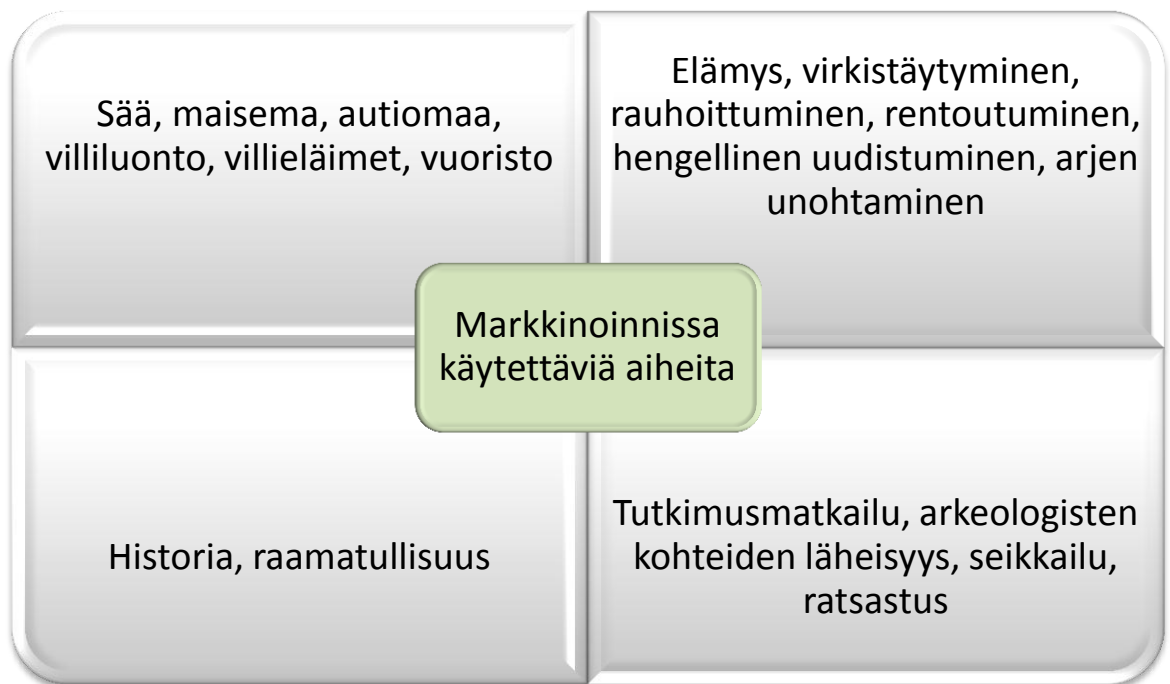 Sää, maisema, autiomaa,
villiluonto, villieläimet, vuoristo
Elämys, virkistäytyminen,
rauhoittuminen, rentoutuminen,
hengellinen uudistuminen, arjen
unohtaminen
Markkinoinnissa
käytettäviä aiheita
Historia, raamatullisuus
Tutkimusmatkailu, arkeologisten
kohteiden läheisyys, seikkailu,
ratsastus